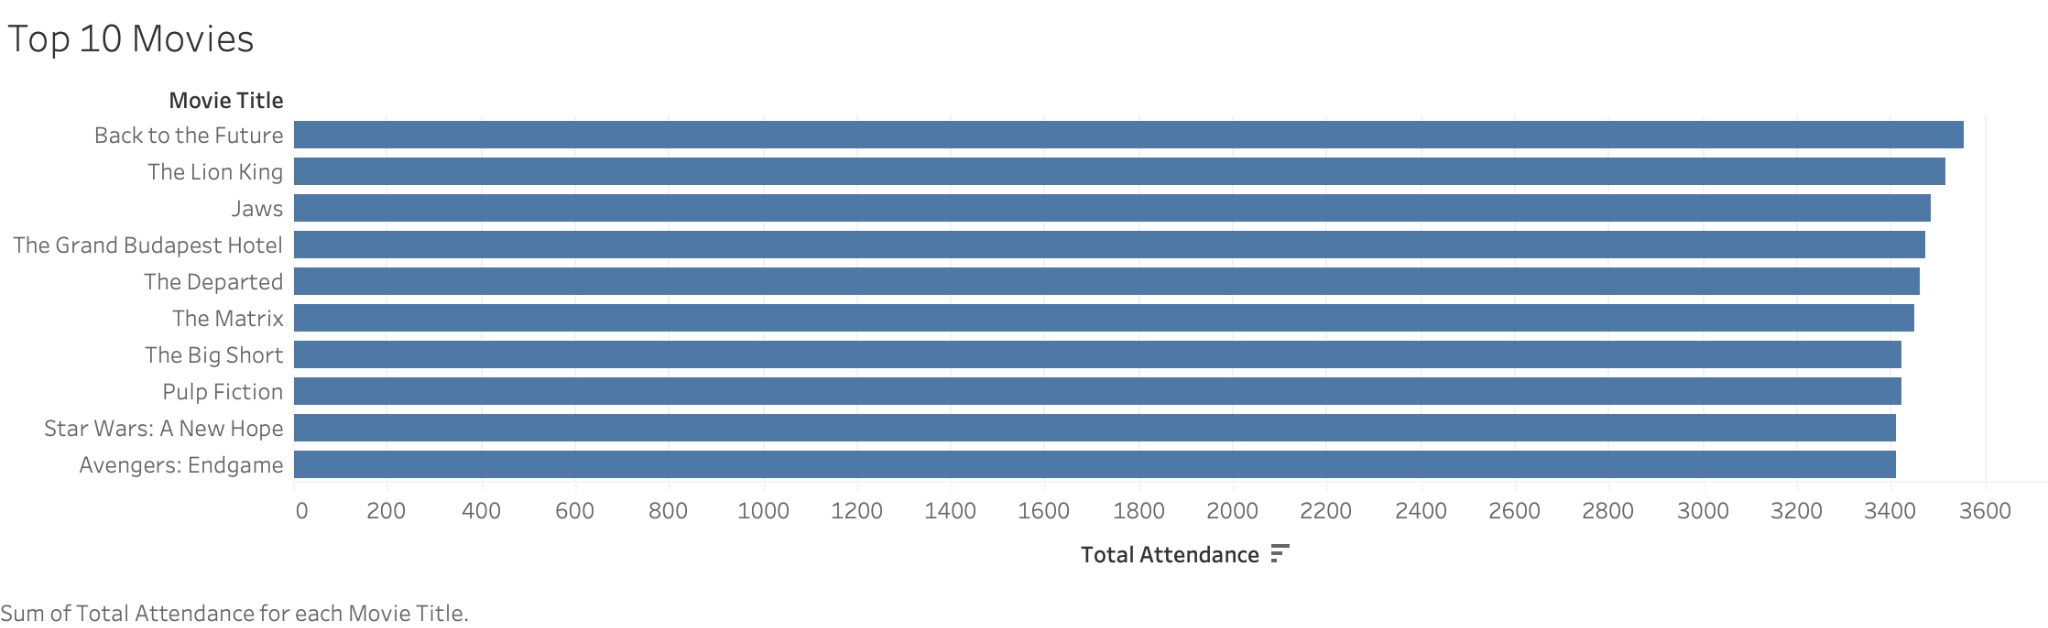 Top 10 Movies
Movie Title
Back to the Future
The Lion King
Jaws
The Grand Budapest Hotel
The Departed
The Matrix
The Big Short
Pulp Fiction
Star Wars: A New Hope
Avengers: Endgame
0 200 400 600 800 1000 1200 1400 1600 1800 2000 2200 2400 2600 2800 3000 3200 3400 3600
Total Attendance
Sum of Total Attendance for each Movie Title.